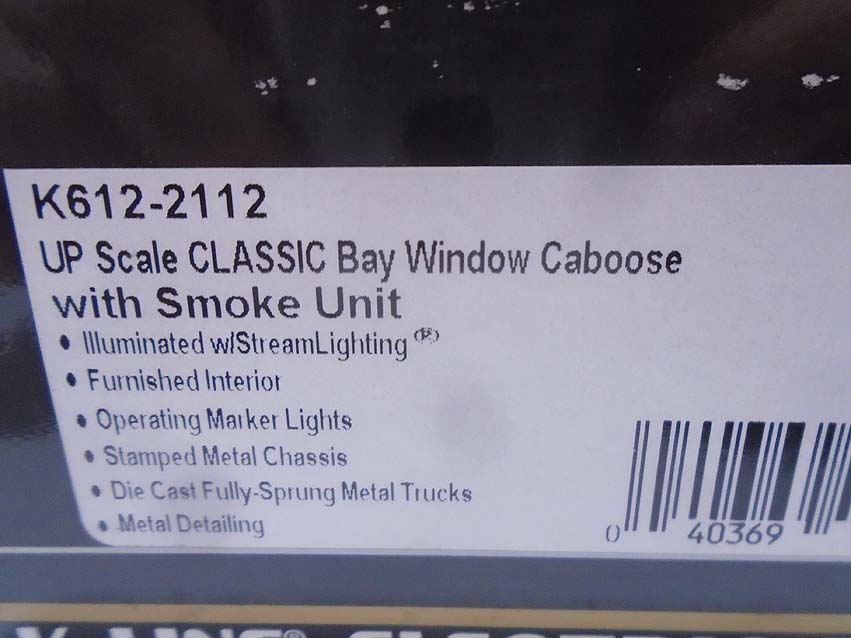 K612-2112
UP Scale CLASSIC Bay Window Caboose
with Smoke Unit
• Illuminated w/StreamLighting ®
• Furnished Interior
• Operating Marker Lights
• Stamped Metal Chassis
• Die Cast Fully-Sprung Metal Trucks
• Metal Detailing
0 40369